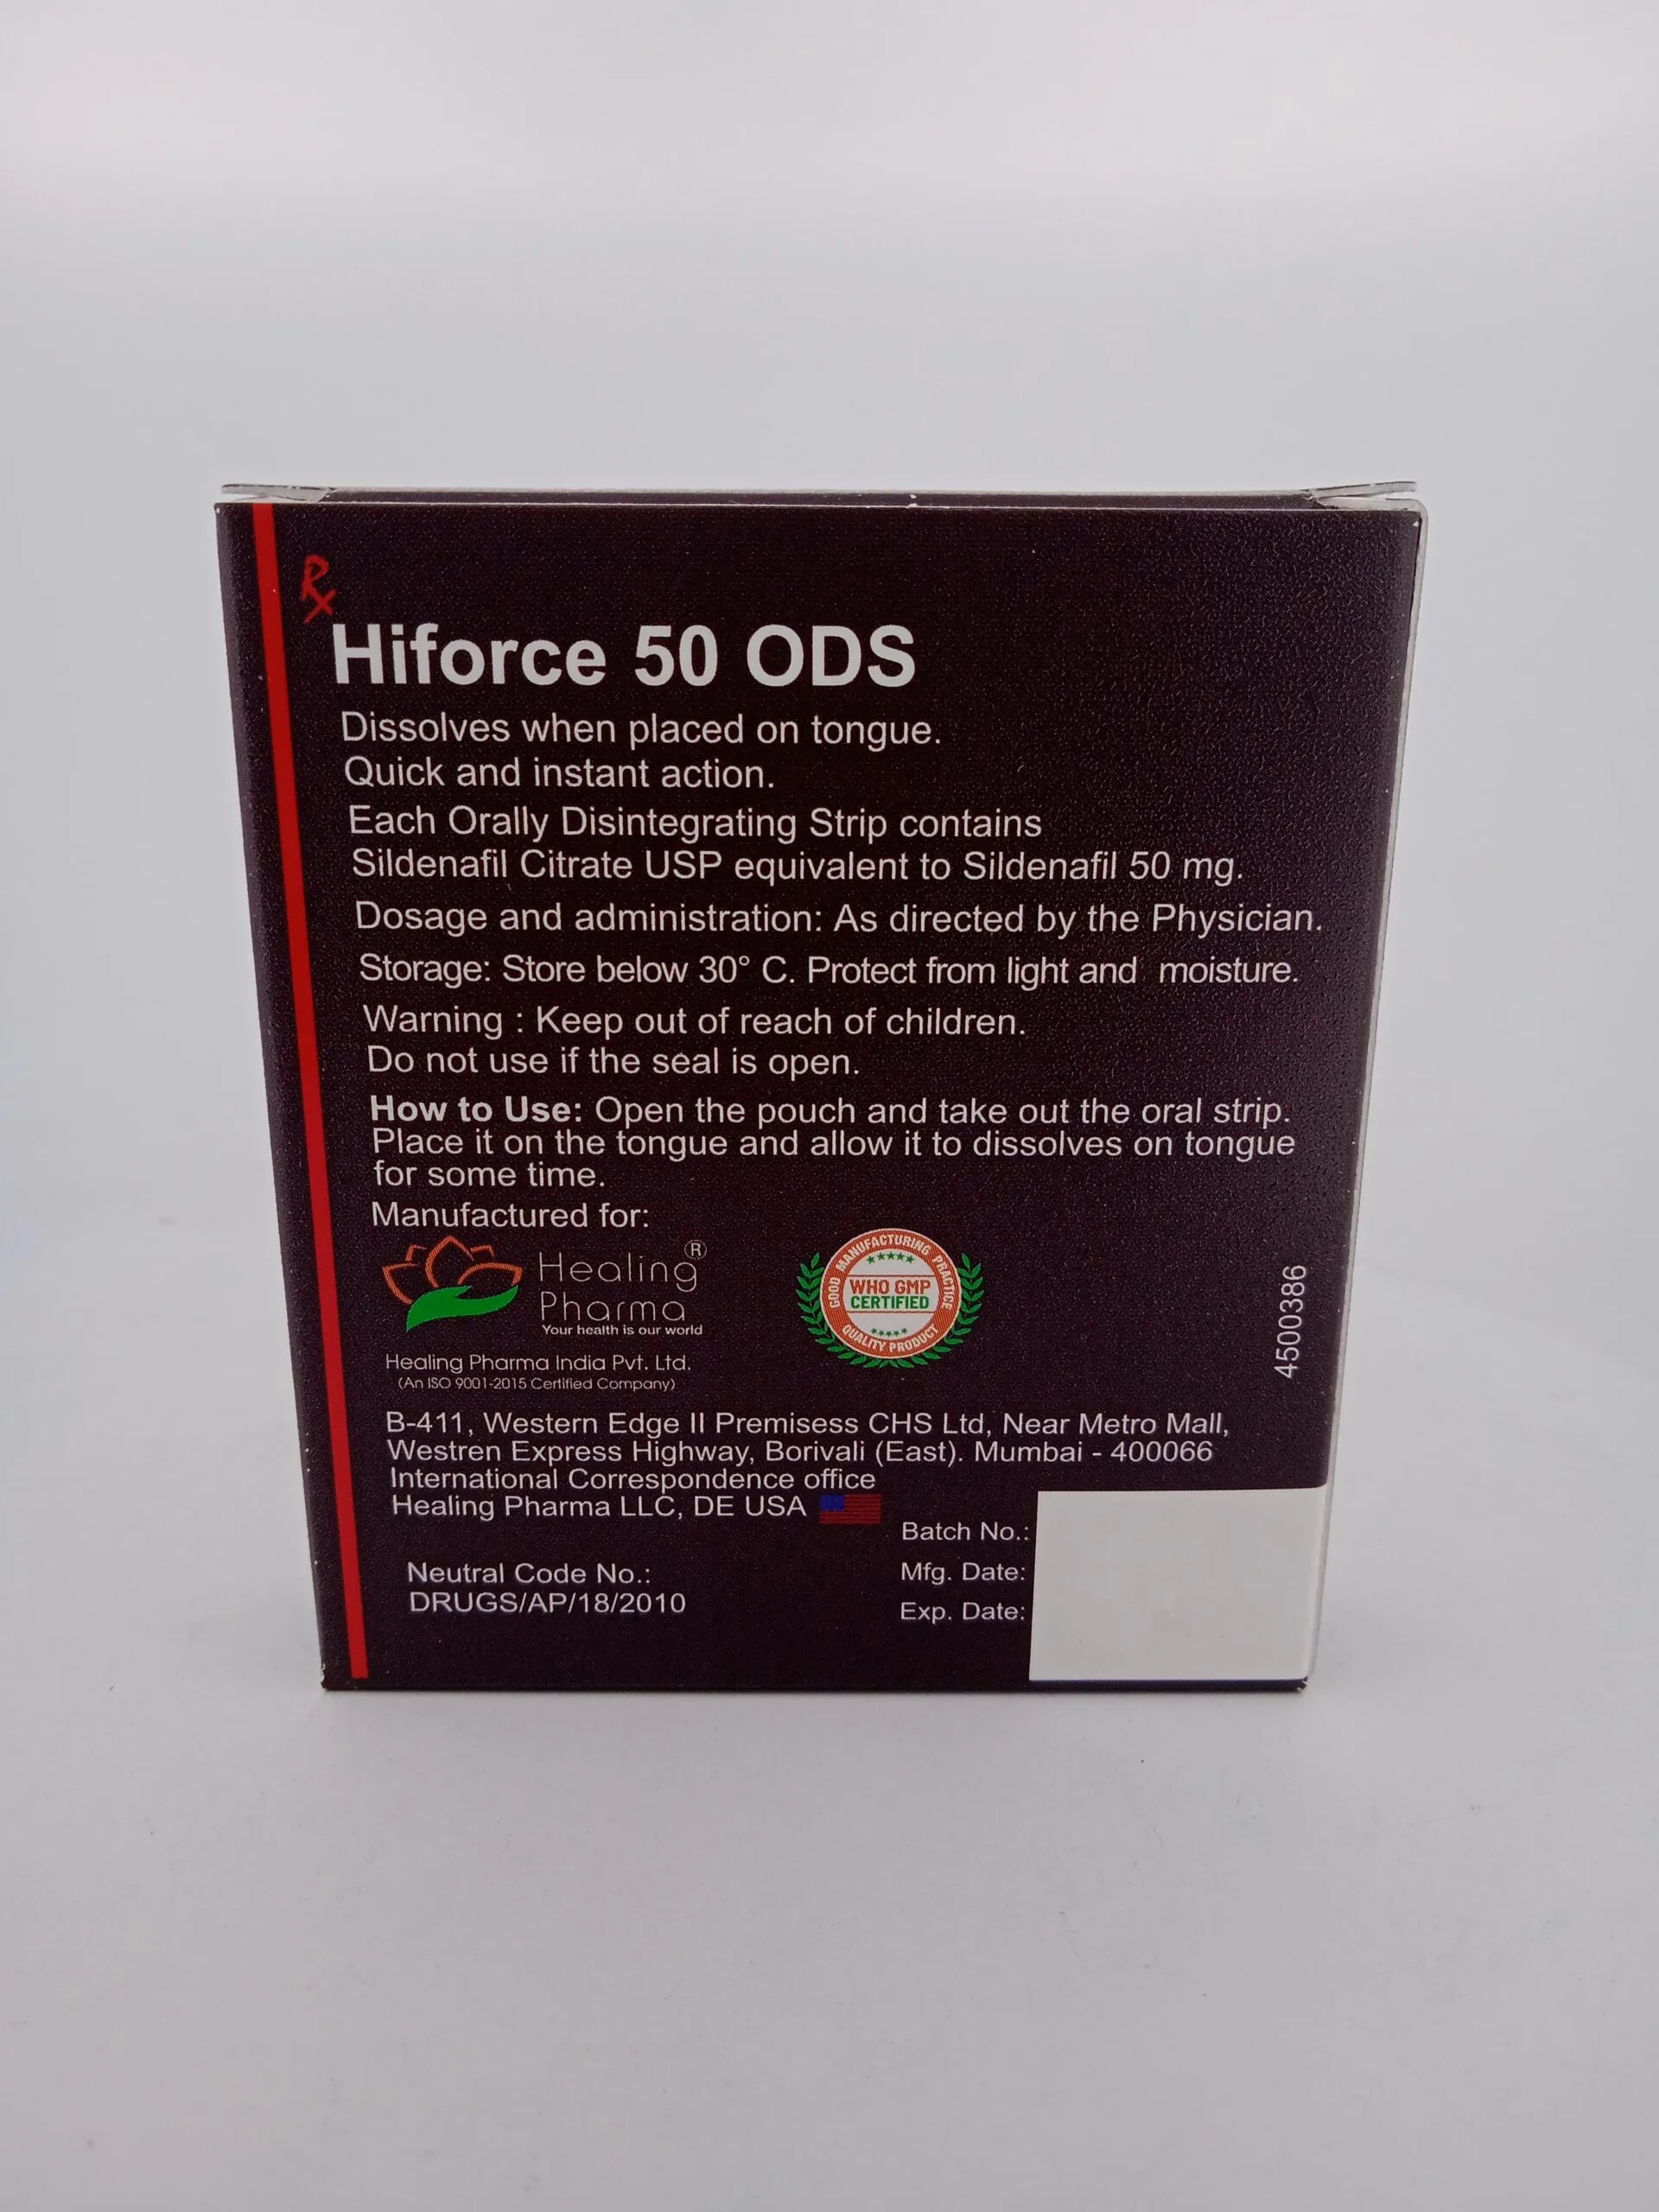 Rx
Hiforce 50 ODS
Dissolves when placed on tongue.
Quick and instant action.
Each Orally Disintegrating Strip contains
Sildenafil Citrate USP equivalent to Sildenafil 50 mg.
Dosage and administration: As directed by the Physician.
Storage: Store below 30° C. Protect from light and moisture.
Warning : Keep out of reach of children.
Do not use if the seal is open.
How to Use: Open the pouch and take out the oral strip.
Place it on the tongue and allow it to dissolves on tongue
for some time.
Manufactured for:
Healing®
Pharma
Your health is our world
Healing Pharma India Pvt. Ltd.
(An ISO 9001-2015 Certified Company)
GOOD MANUFACTURING PRACTICE
WHO GMP
CERTIFIED
QUALITY PRODUCT
4500386
B-411, Western Edge II Premisess CHS Ltd, Near Metro Mall,
Westren Express Highway, Borivali (East). Mumbai - 400066
International Correspondence office
Healing Pharma LLC, DE USA
Neutral Code No.:
DRUGS/AP/18/2010
Batch No.:
Mfg. Date:
Exp. Date: